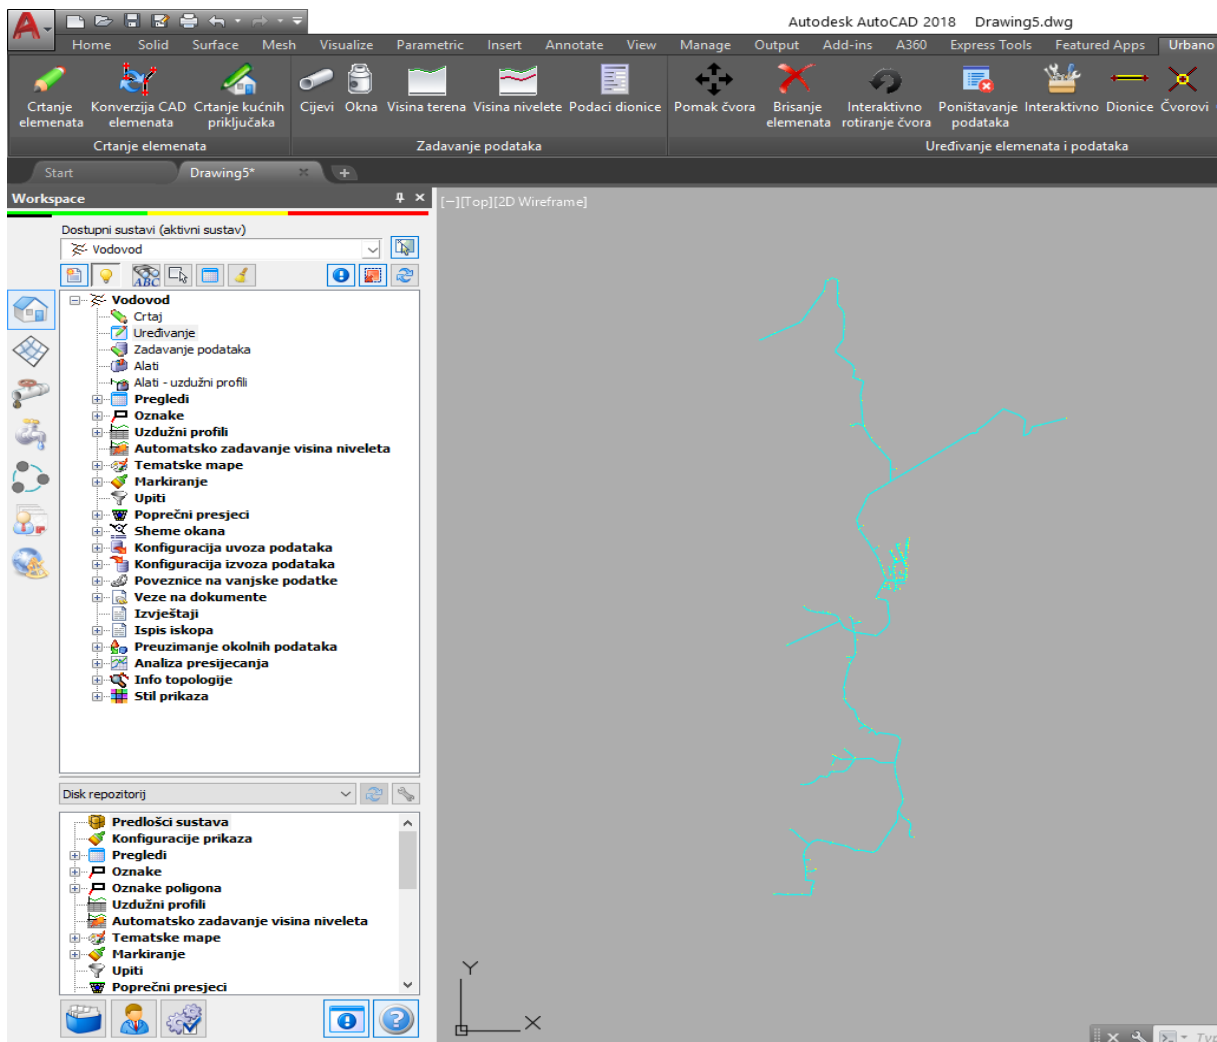 Autodesk AutoCAD 2018 Drawing5.dwg
Home Solid Surface Mesh Visualize Parametric Insert Annotate View Manage Output Add-ins A360 Express Tools Featured Apps Urbano
Crtanje elemenata
Konverzija CAD elemenata
Crtanje kućnih priključaka
Cijevi
Okna
Visina terena
Visina nivelete
Podaci dionice
Pomak čvora
Brisanje elemenata
Interaktivno rotiranje čvora
Poništavanje podataka
Interaktivno
Dionice
Čvorovi
Crtanje elemenata
Zadavanje podataka
Uređivanje elemenata i podataka
Start
Drawing5*
Workspace
[−][Top][2D Wireframe]
Dostupni sustavi (aktivni sustav)
Vodovod
ABC
Vodovod
Crtaj
Uređivanje
Zadavanje podataka
Alati
Alati - uzdužni profili
Pregledi
Oznake
Uzdužni profili
Automatsko zadavanje visina niveleta
Tematske mape
Markiranje
Upiti
Poprečni presjeci
Sheme okana
Konfiguracija uvoza podataka
Konfiguracija izvoza podataka
Poveznice na vanjske podatke
Veze na dokumente
Izvještaji
Ispis iskopa
Preuzimanje okolnih podataka
Analiza presijecanja
Info topologije
Stil prikaza
Disk repozitorij
Predlošci sustava
Konfiguracije prikaza
Pregledi
Oznake
Oznake poligona
Uzdužni profili
Automatsko zadavanje visina niveleta
Tematske mape
Markiranje
Upiti
Poprečni presjeci
Y
X
Typ